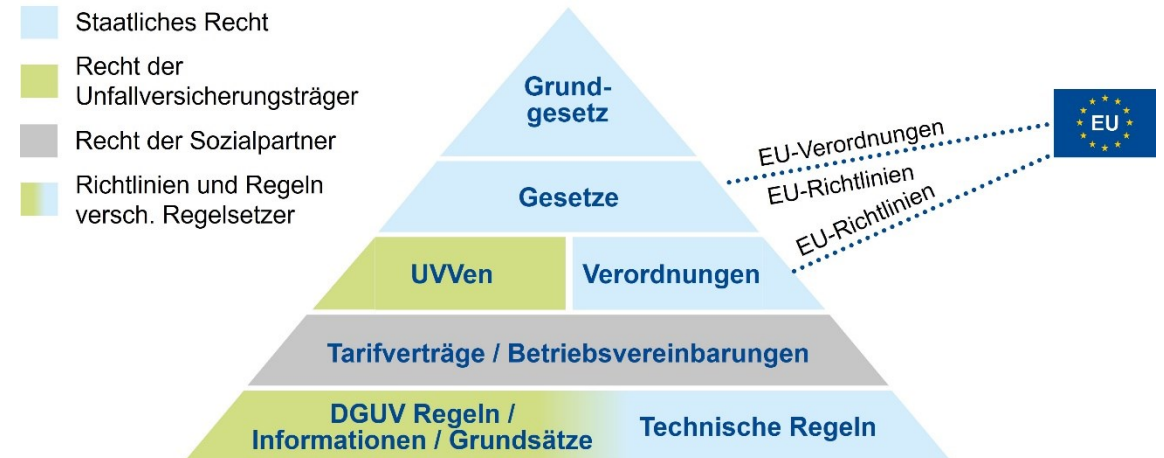 Staatliches Recht
Recht der
Unfallversicherungsträger
Recht der Sozialpartner
Richtlinien und Regeln
versch. Regelsetzer
Grund-
gesetz
Gesetze
UVVen
Verordnungen
Tarifverträge / Betriebsvereinbarungen
DGUV Regeln /
Informationen / Grundsätze
Technische Regeln
EU-Verordnungen
EU-Richtlinien
EU-Richtlinien
EU